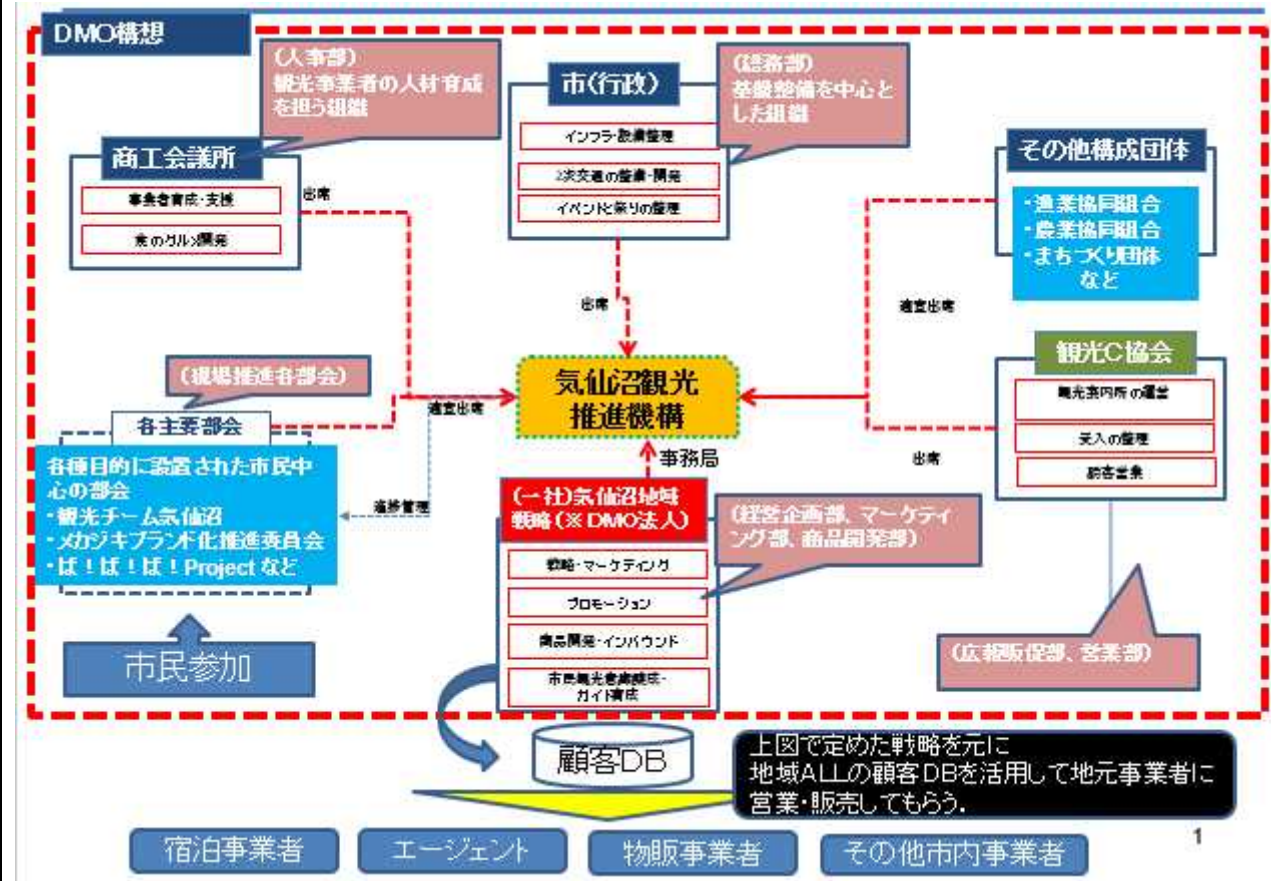 DMO構想
(人事部)
観光事業者の人材育成
を担う組織
市(行政)
インフラ・設備整理
2次交通の整備・開発
イベントと祭りの整理
(総務部)
基盤整備を中心と
した組織
商工会議所
事業者育成・支援
食のグルメ開発
出席
その他構成団体
・漁業協同組合
・農業協同組合
・まちづくり団体
など
出席
適宜出席
(現場推進各部会)
気仙沼観光
推進機構
観光C協会
観光案内所の運営
受入の整理
訪客営業
出席
各主要部会
適宜出席
各種目的に設置された市民中
心の部会
・観光チーム気仙沼
・メカジキブランド化推進委員会
・ば!ば!ば!Projectなど
進捗管理
事務局
(一社)気仙沼地域
戦略(※DMO法人)
戦略・マーケティング
プロモーション
商品開発・インバウンド
市民観光意識醸成・
ガイド育成
(経営企画部、マーケティ
ング部、商品開発部)
(広報販促部、営業部)
市民参加
顧客DB
上図で定めた戦略を元に
地域ALLの顧客DBを活用して地元事業者に
営業・販売してもらう.
宿泊事業者
エージェント
物販事業者
その他市内事業者
1